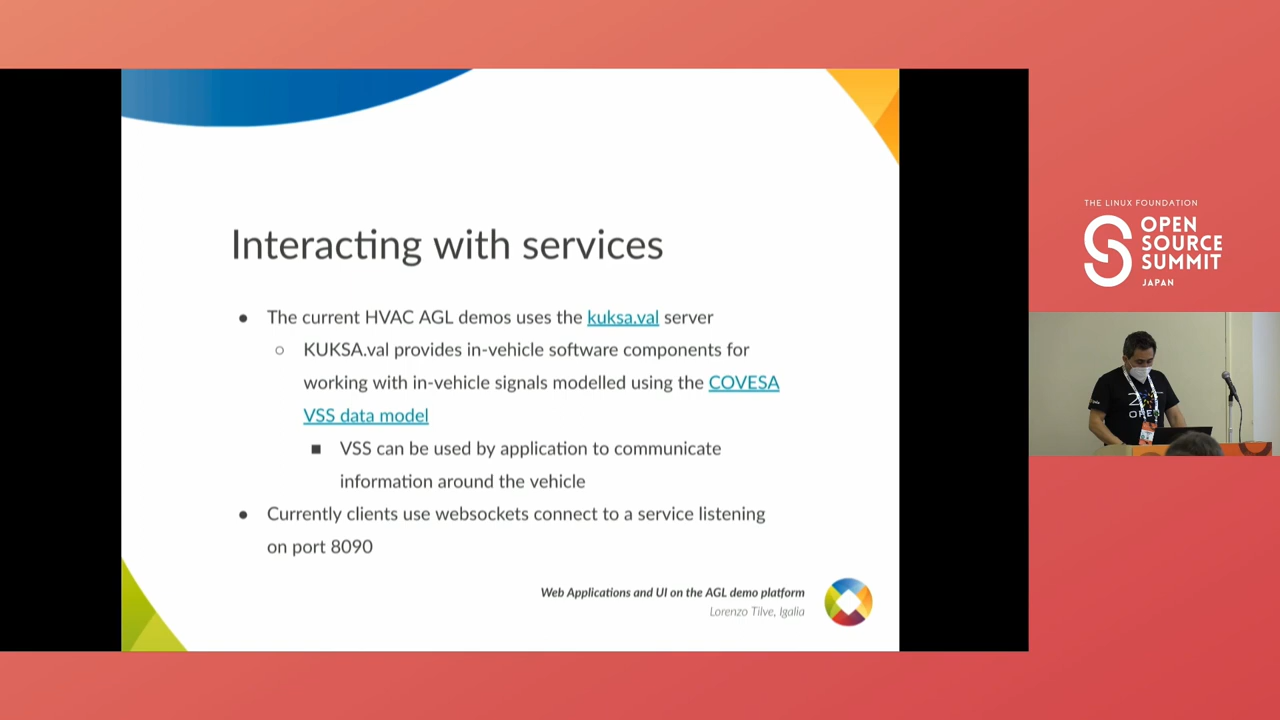 Interacting with services
● The current HVAC AGL demos uses the kuksa.val server
○ KUKSA.val provides in-vehicle software components for
working with in-vehicle signals modelled using the COVESA
VSS data model
■ VSS can be used by application to communicate
information around the vehicle
● Currently clients use websockets connect to a service listening
on port 8090
Web Applications and UI on the AGL demo platform
Lorenzo Tilve, Igalia
THE LINUX FOUNDATION
OPEN
SOURCE
SUMMIT
JAPAN